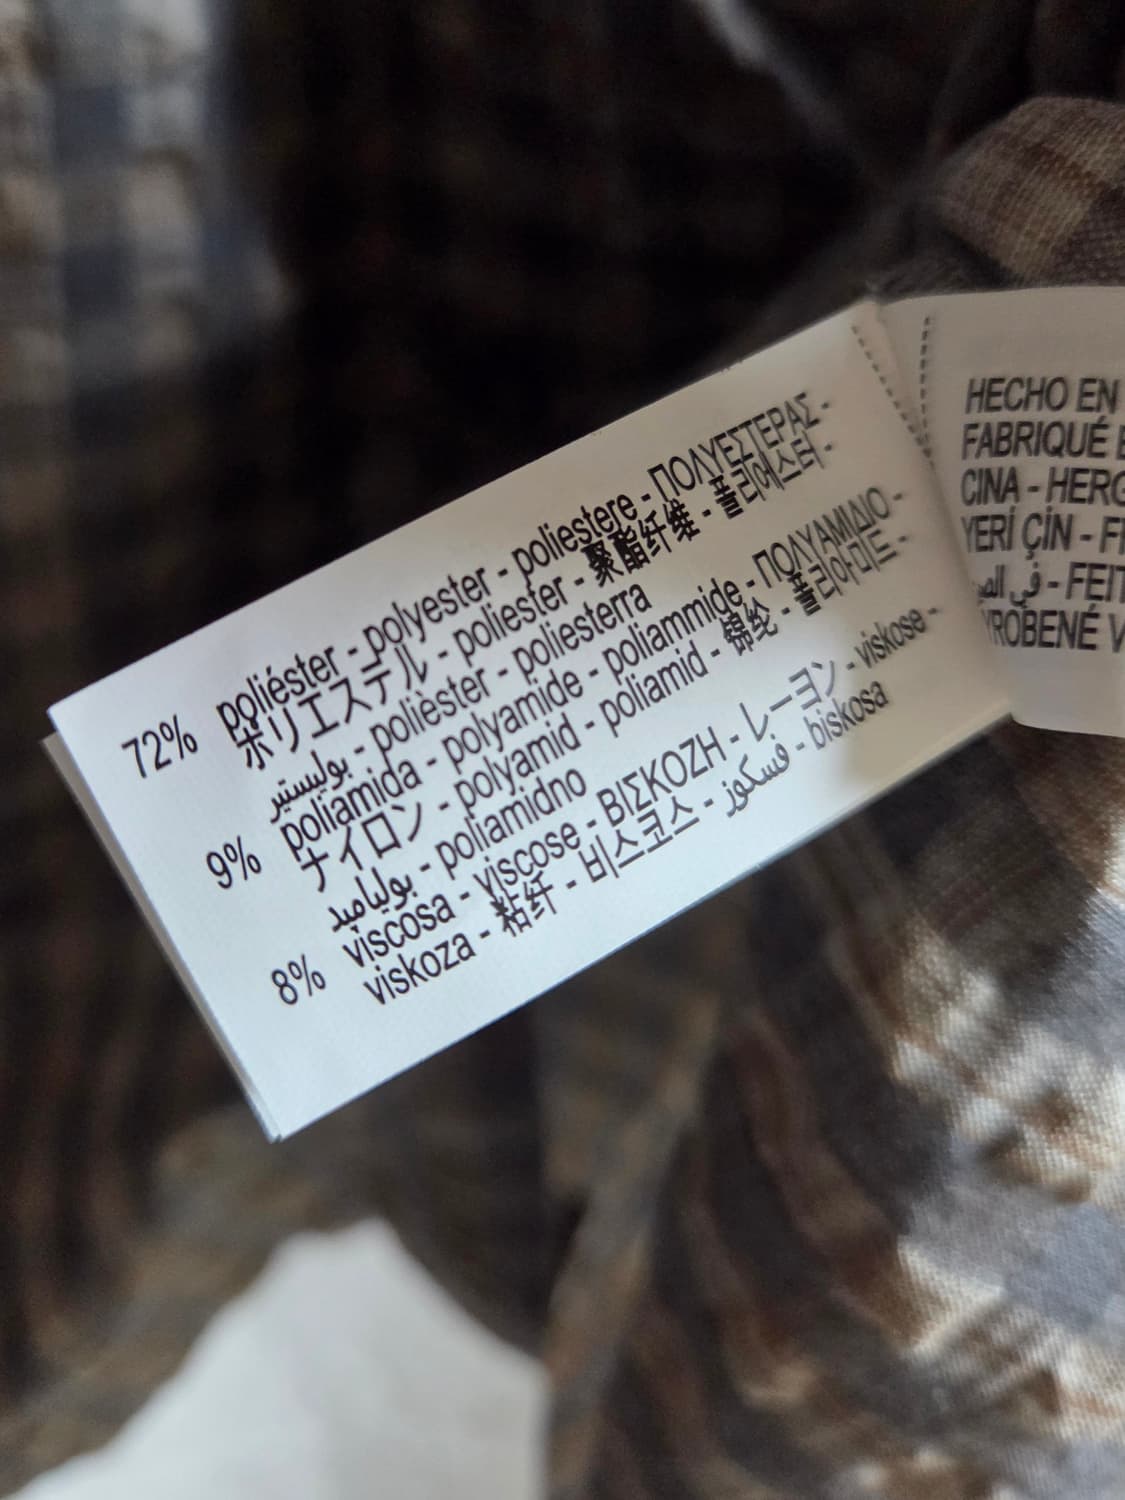 72% poliéster - polyester - poliestere - ΠΟΛΥΕΣΤΕΡΑΣ -
ポリエステル - poliester - 聚酯纤维 - 폴리에스터 -
بوليستير - polièster - poliesterra
9% poliamida - polyamide - poliammide - ΠΟΛΥΑΜΙΔΙΟ -
ナイロン - polyamid - poliamid - 锦纶 - 폴리아미드 -
بولياميد - poliamidno
8% viscosa - viscose - ΒΙΣΚΟΖΗ - レーヨン - viskose -
viskoza - 粘纤 - 비스코스 - فسكوز - biskosa
HECHO EN
FABRIQUÉ
CINA - HERG
YERİ ÇİN - F
في - FEIT
ROBENÉ V